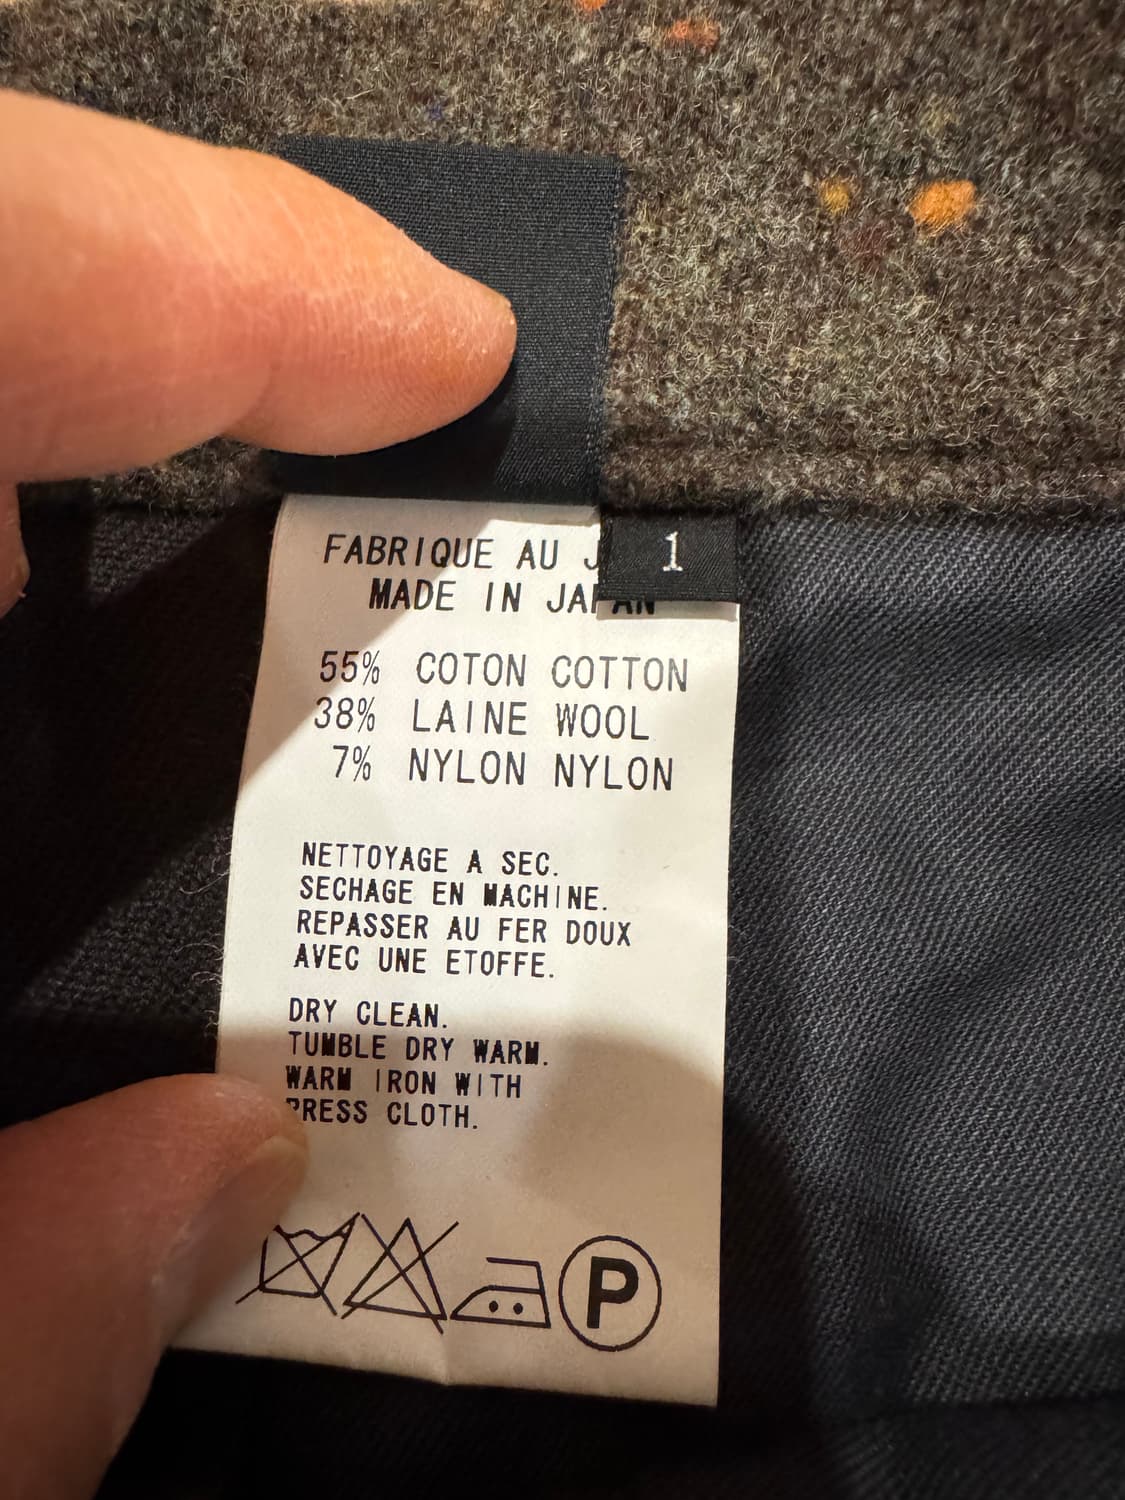 FABRIQUE AU J
1
MADE IN JAPAN
55% COTON COTTON
38% LAINE WOOL
7% NYLON NYLON
NETTOYAGE A SEC.
SECHAGE EN MACHINE.
REPASSER AU FER DOUX
AVEC UNE ETOFFE.
DRY CLEAN.
TUMBLE DRY WARM.
WARM IRON WITH
PRESS CLOTH.
P